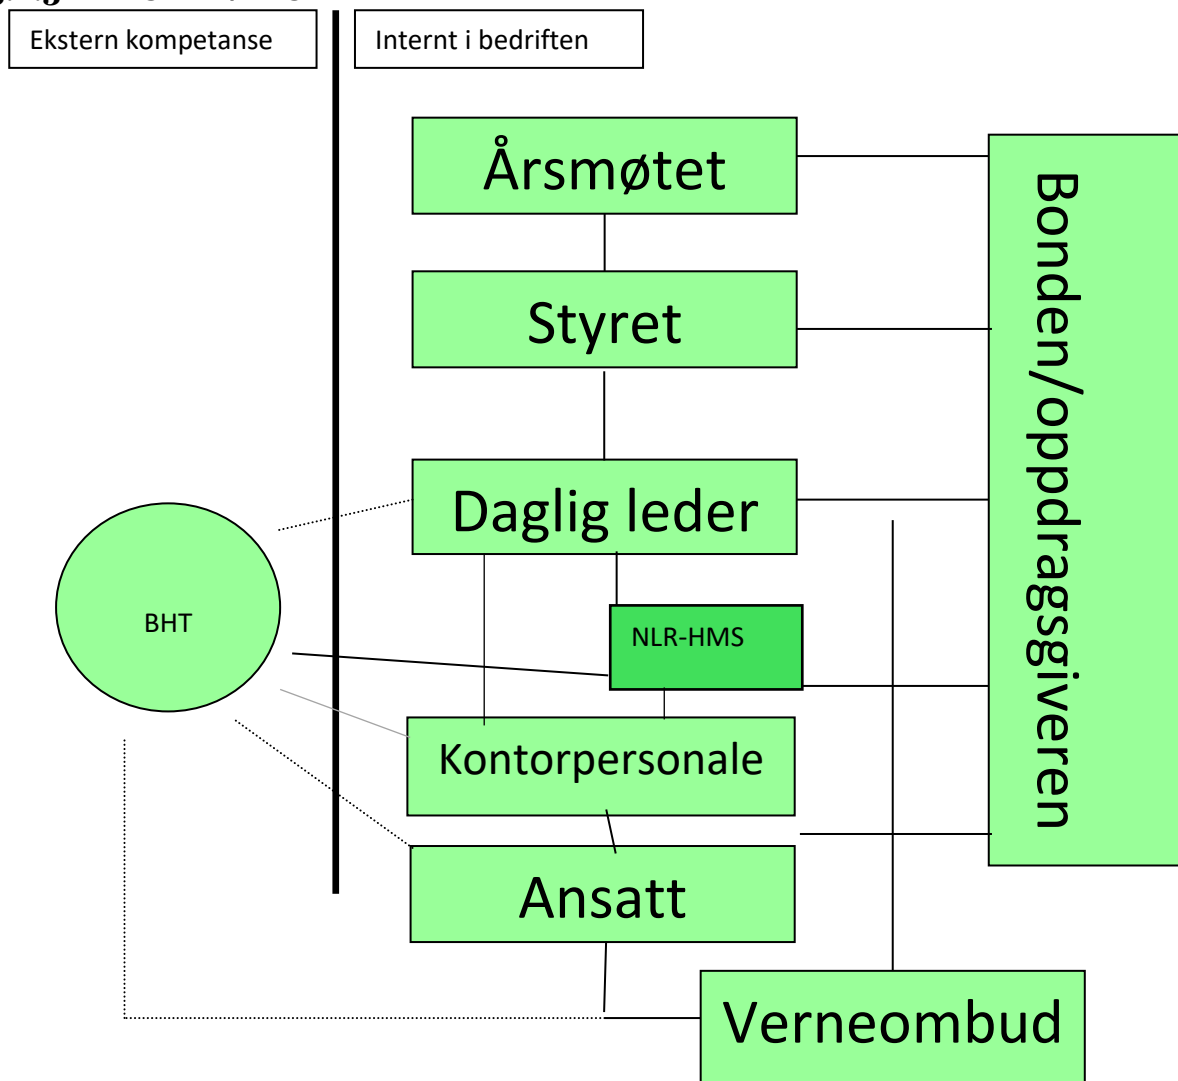 Ekstern kompetanse
Internt i bedriften
Årsmøtet
Styret
Daglig leder
NLR-HMS
BHT
Kontorpersonale
Ansatt
Verneombud
Bonden/oppdragsgiveren